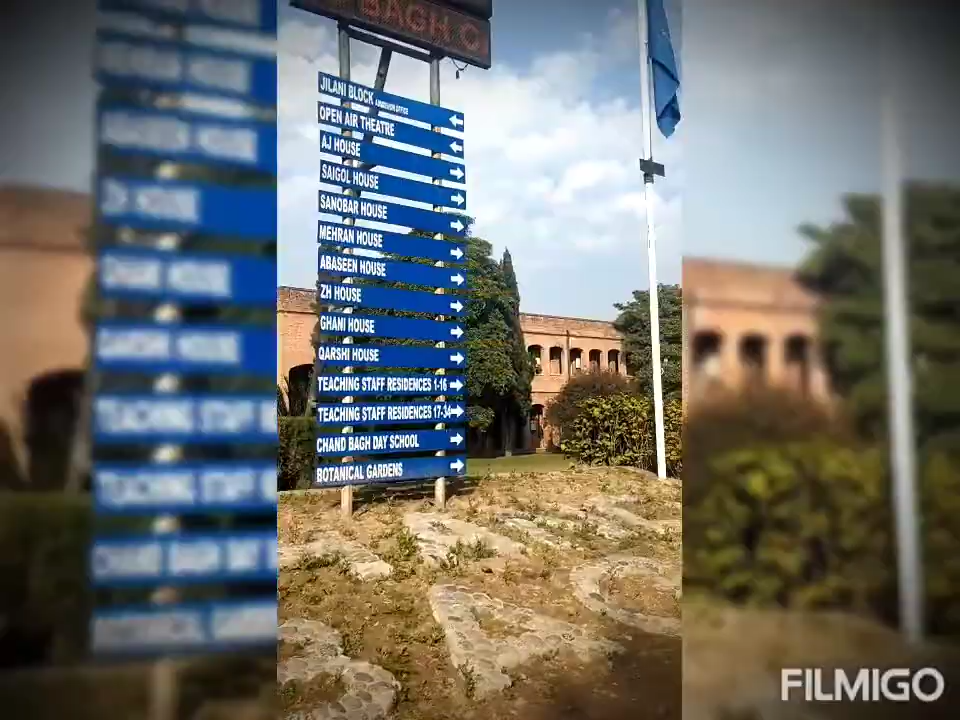 BAGH C
JILANI BLOCK ADMISSION OFFICE
OPEN AIR THEATRE
AJ HOUSE
SAIGOL HOUSE
SANOBAR HOUSE
MEHRAN HOUSE
ABASEEN HOUSE
ZH HOUSE
GHANI HOUSE
QARSHI HOUSE
TEACHING STAFF RESIDENCES 1-16
TEACHING STAFF RESIDENCES 17-34
CHAND BAGH DAY SCHOOL
BOTANICAL GARDENS
FILMIGO